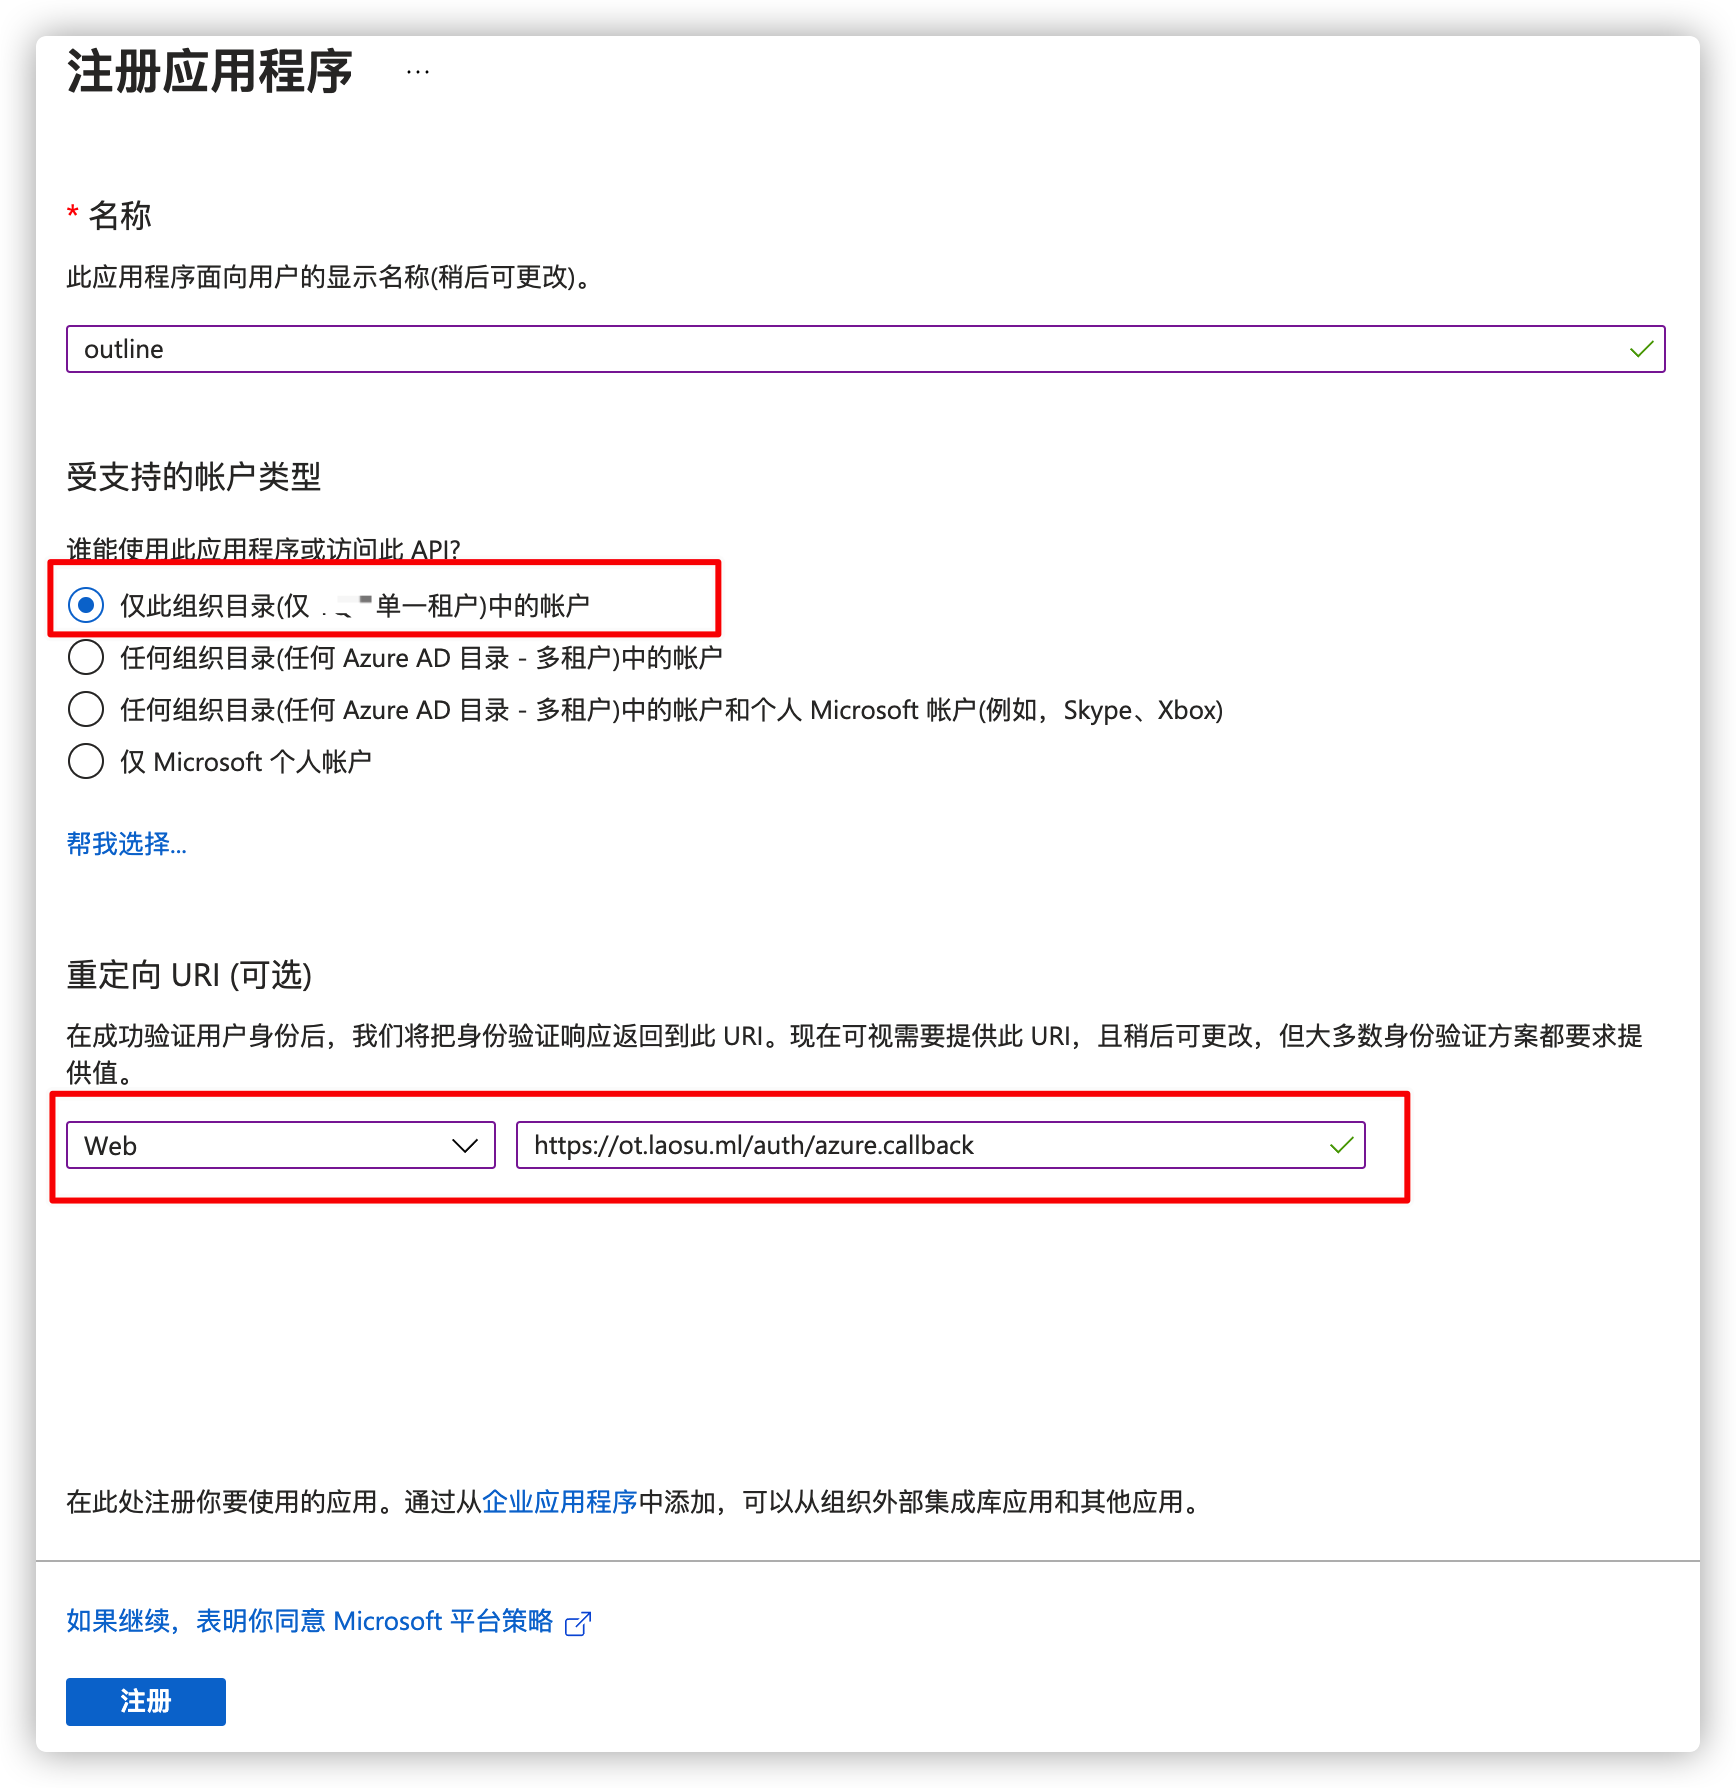 注册应用程序 ...
* 名称
此应用程序面向用户的显示名称(稍后可更改)。
outline
受支持的帐户类型
谁能使用此应用程序或访问此 API?
仅此组织目录(仅 单一租户)中的帐户
任何组织目录(任何 Azure AD 目录 - 多租户)中的帐户
任何组织目录(任何 Azure AD 目录 - 多租户)中的帐户和个人 Microsoft 帐户(例如，Skype、Xbox)
仅 Microsoft 个人帐户
帮我选择...
重定向 URI (可选)
在成功验证用户身份后，我们将把身份验证响应返回到此 URI。现在可视需要提供此 URI，且稍后可更改，但大多数身份验证方案都要求提
供值。
Web
https://ot.laosu.ml/auth/azure.callback
在此处注册你要使用的应用。通过从企业应用程序中添加，可以从组织外部集成库应用和其他应用。
如果继续，表明你同意 Microsoft 平台策略
注册